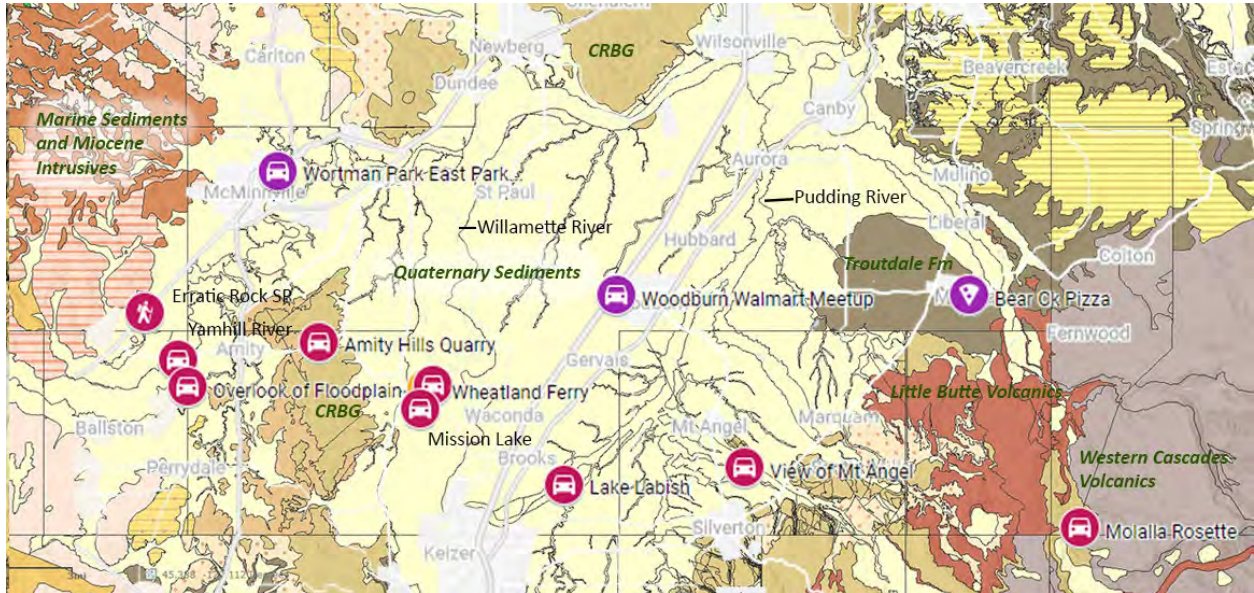 Chehalem
Carlton
Newberg
CRBG
Wilsonville
Dundee
Beavercreek
Canby
Marine Sediments
and Miocene
Intrusives
Aurora
Mulino
Wortman Park East Park...
McMinnville
St Paul
Pudding River
Willamette River
Liberal
Hubbard
Colton
Quaternary Sediments
Troutdale Fm
Woodburn Walmart Meetup
Bear Ck Pizza
Erratic Rock SP
Yamhill River
Fernwood
Amity
Amity Hills Quarry
Gervais
Overlook of Floodplain
Wheatland Ferry
Little Butte Volcanics
CRBG
Waconda
Ballston
Marquam
Mt Angel
Mission Lake
Brooks
Perrydale
View of Mt Angel
Western Cascades
Volcanics
Lake Labish
Silverton
Molalla Rosette
Keizer
3mi